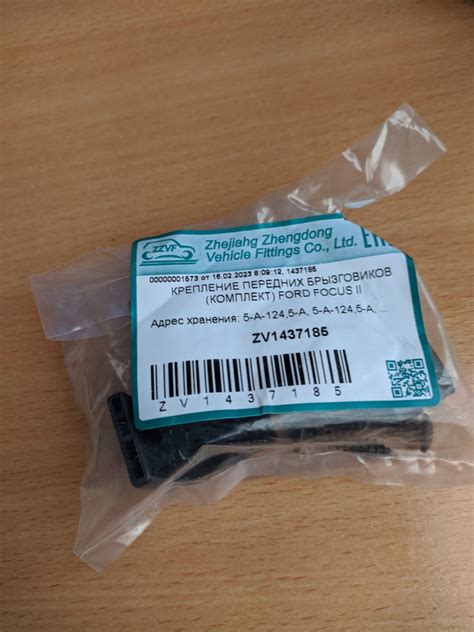 ZZVF
Zhejiahg Zhengdong
Vehicle Fittings Co., Ltd.
00000001573 от 16.02.2023 8:09:12, 1437185
КРЕПЛЕНИЕ ПЕРЕДНИХ БРЫЗГОВИКОВ
(КОМПЛЕКТ) FORD FOCUS II
Адрес хранения: 5-А-124,5-А, 5-А-124,5-А, ...
ZV1437185
Z V 1 4 3 7 1 8 5